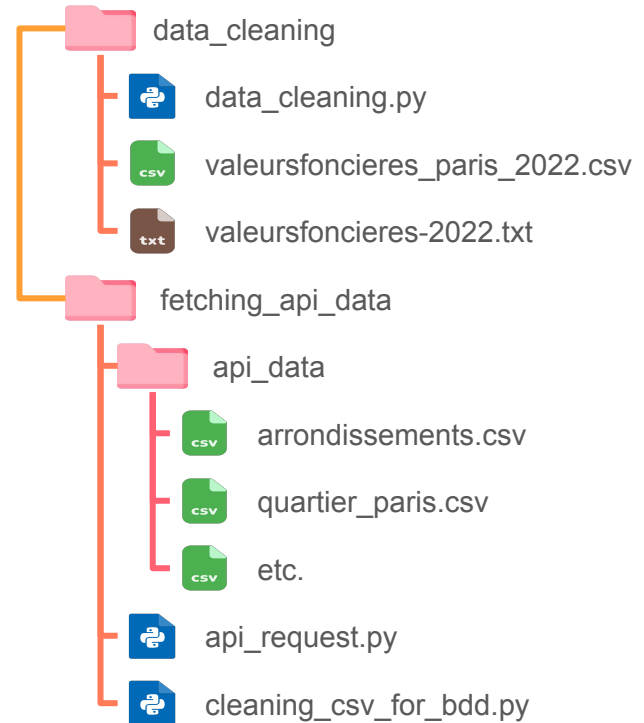 data_cleaning
data_cleaning.py
csv
valeursfoncieres_paris_2022.csv
txt
valeursfoncieres-2022.txt
fetching_api_data
api_data
csv
arrondissements.csv
csv
quartier_paris.csv
csv
etc.
api_request.py
cleaning_csv_for_bdd.py